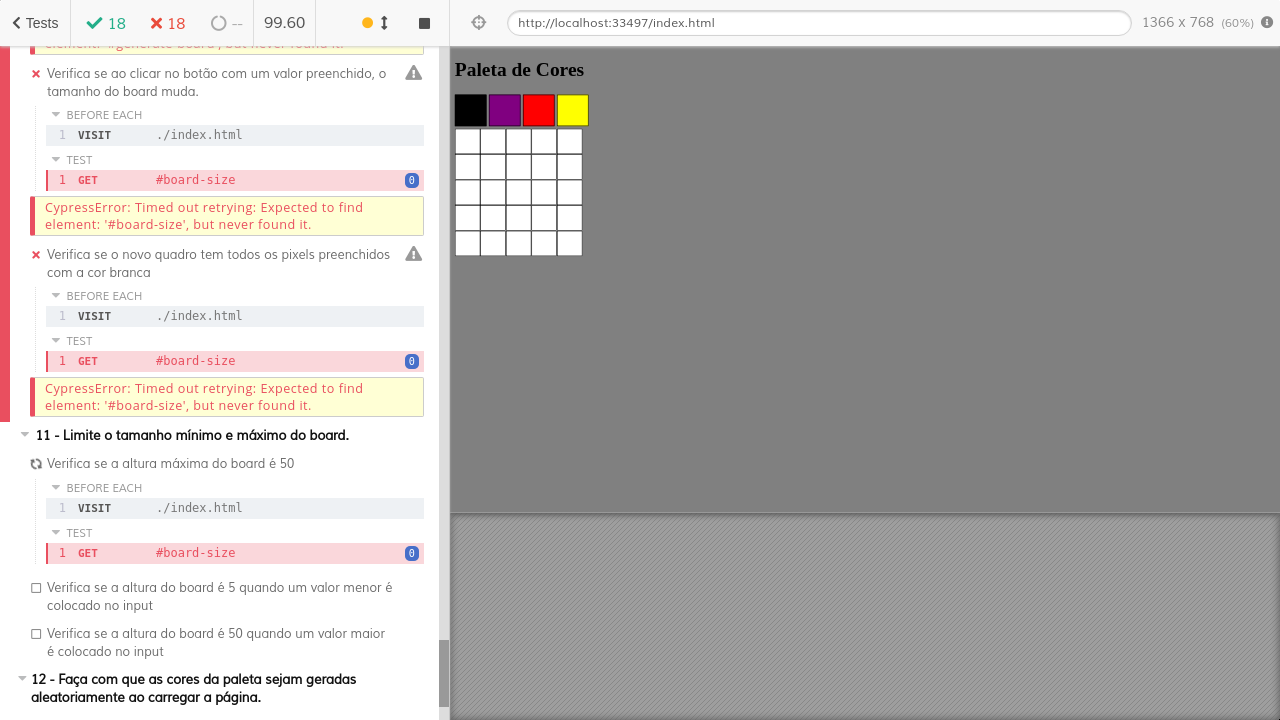 Tests
18
18
--
99.60
http://localhost:33497/index.html
1366 x 768 (60%)
element: '#generate-board', but never found it.
Verifica se ao clicar no botão com um valor preenchido, o
tamanho do board muda.
BEFORE EACH
1 VISIT ./index.html
TEST
1 GET #board-size 0
CypressError: Timed out retrying: Expected to find
element: '#board-size', but never found it.
Verifica se o novo quadro tem todos os pixels preenchidos
com a cor branca
BEFORE EACH
1 VISIT ./index.html
TEST
1 GET #board-size 0
CypressError: Timed out retrying: Expected to find
element: '#board-size', but never found it.
11 - Limite o tamanho mínimo e máximo do board.
Verifica se a altura máxima do board é 50
BEFORE EACH
1 VISIT ./index.html
TEST
1 GET #board-size 0
Verifica se a altura do board é 5 quando um valor menor é
colocado no input
Verifica se a altura do board é 50 quando um valor maior
é colocado no input
12 - Faça com que as cores da paleta sejam geradas
aleatoriamente ao carregar a página.
Paleta de Cores